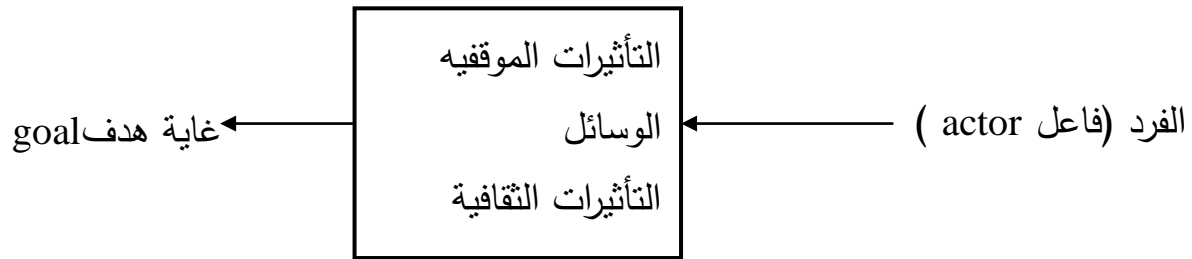 الفرد (فاعل actor )
التأثيرات الموقفيه
الوسائل
التأثيرات الثقافية
غاية هدفgoal